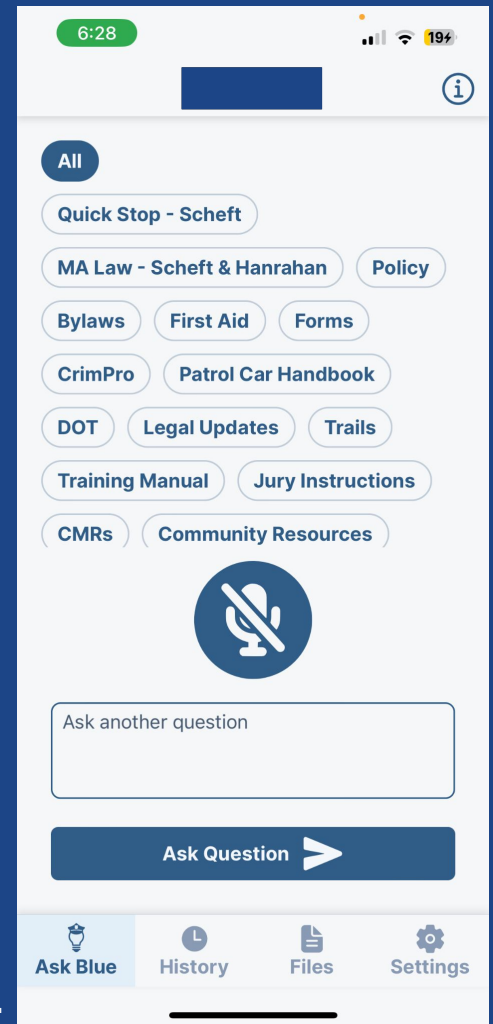 6:28
19
All
Quick Stop - Scheft
MA Law - Scheft & Hanrahan Policy
Bylaws First Aid Forms
CrimPro Patrol Car Handbook
DOT Legal Updates Trails
Training Manual Jury Instructions
CMRs Community Resources
Ask another question
Ask Question
Ask Blue History Files Settings